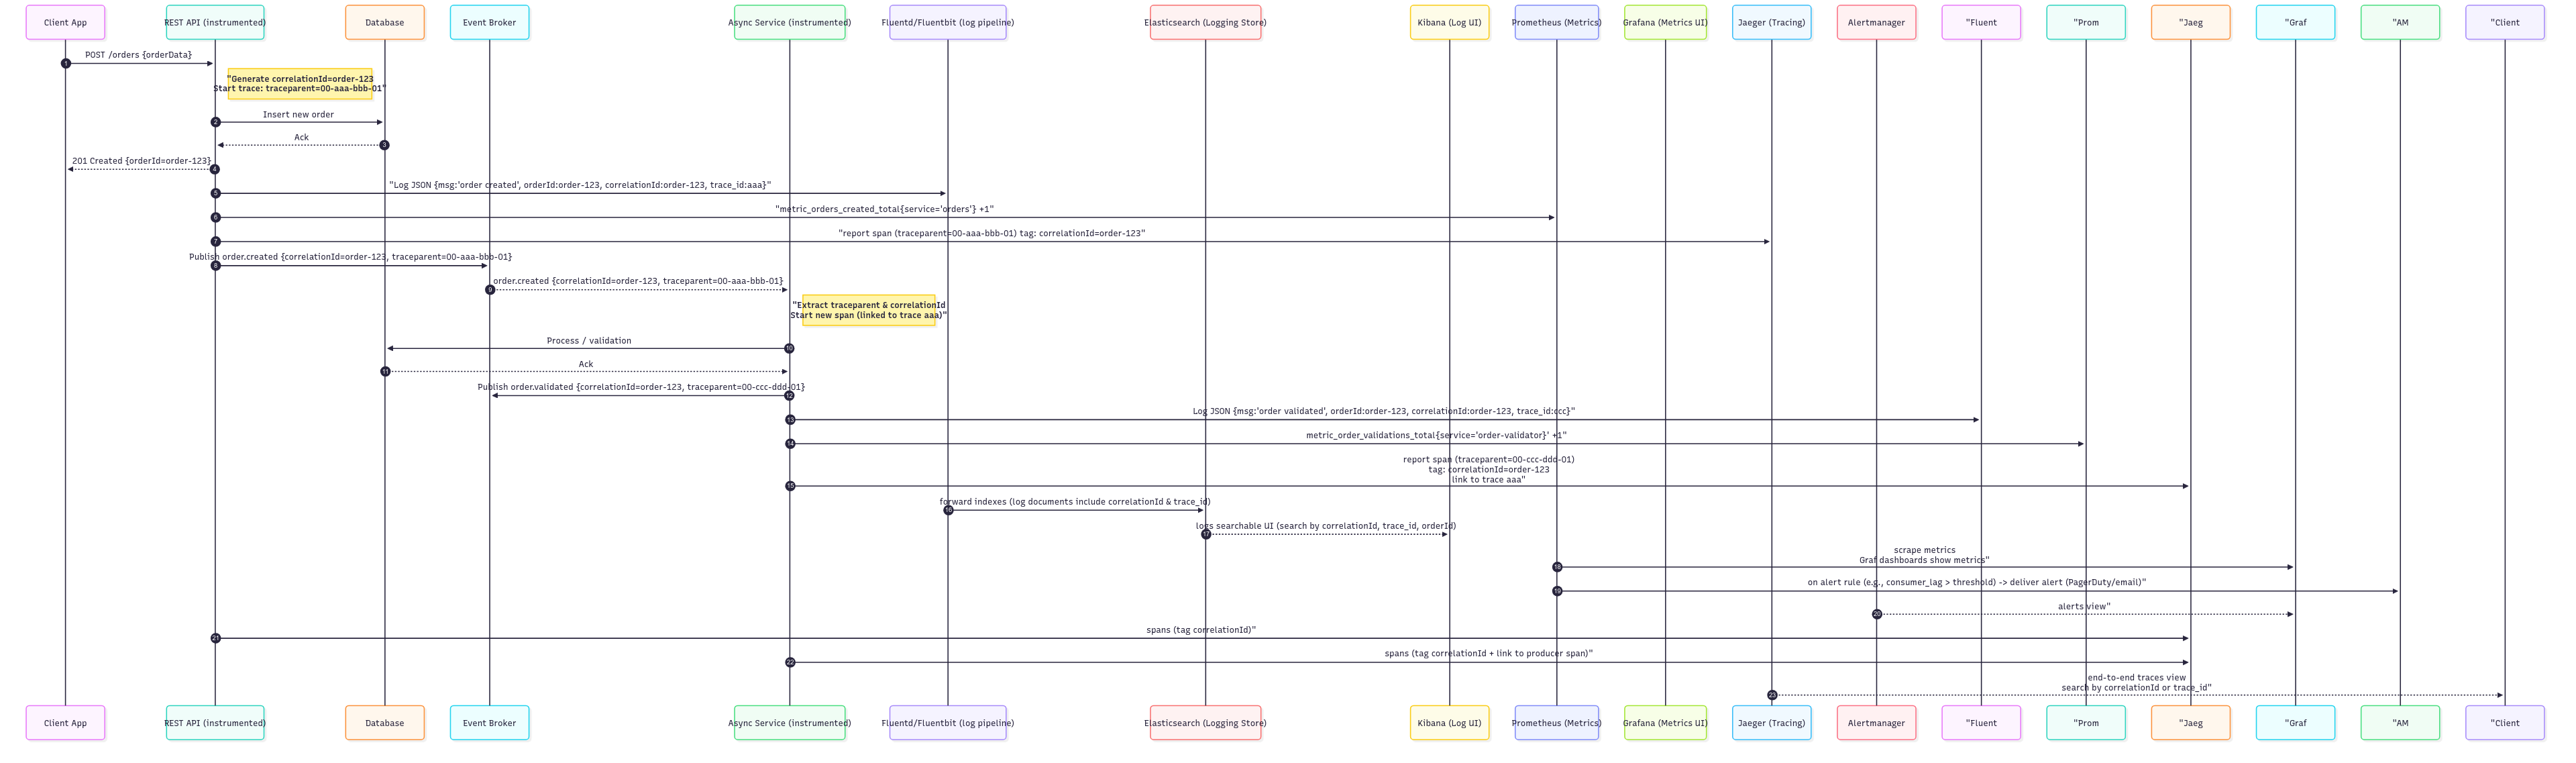 Client App
REST API (instrumented)
Database
Event Broker
Async Service (instrumented)
Fluentd/Fluentbit (log pipeline)
Elasticsearch (Logging Store)
Kibana (Log UI)
Prometheus (Metrics)
Grafana (Metrics UI)
Jaeger (Tracing)
Alertmanager
"Fluent
"Prom
"Jaeg
"Graf
"AM
"Client
POST /orders {orderData}
1
"Generate correlationId=order-123
Start trace: traceparent=00-aaa-bbb-01"
Insert new order
2
Ack
3
201 Created {orderId=order-123}
4
"Log JSON {msg:'order created', orderId:order-123, correlationId:order-123, trace_id:aaa}"
5
"metric_orders_created_total{service='orders'} +1"
6
"report span (traceparent=00-aaa-bbb-01) tag: correlationId=order-123"
7
Publish order.created {correlationId=order-123, traceparent=00-aaa-bbb-01}
8
order.created {correlationId=order-123, traceparent=00-aaa-bbb-01}
9
"Extract traceparent & correlationId
Start new span (linked to trace aaa)"
Process / validation
10
Ack
11
Publish order.validated {correlationId=order-123, traceparent=00-ccc-ddd-01}
12
Log JSON {msg:'order validated', orderId:order-123, correlationId:order-123, trace_id:ccc}"
13
metric_order_validations_total{service='order-validator}' +1"
14
report span (traceparent=00-ccc-ddd-01)
tag: correlationId=order-123
link to trace aaa"
15
forward indexes (log documents include correlationId & trace_id)
16
logs searchable UI (search by correlationId, trace_id, orderId)
17
scrape metrics
Graf dashboards show metrics"
18
on alert rule (e.g., consumer_lag > threshold) -> deliver alert (PagerDuty/email)"
19
alerts view"
20
spans (tag correlationId)"
21
spans (tag correlationId + link to producer span)"
22
end-to-end traces view
search by correlationId or trace_id"
23
Client App
REST API (instrumented)
Database
Event Broker
Async Service (instrumented)
Fluentd/Fluentbit (log pipeline)
Elasticsearch (Logging Store)
Kibana (Log UI)
Prometheus (Metrics)
Grafana (Metrics UI)
Jaeger (Tracing)
Alertmanager
"Fluent
"Prom
"Jaeg
"Graf
"AM
"Client